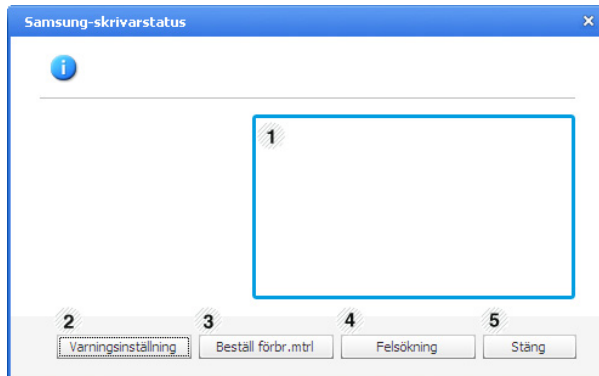 Samsung-skrivarstatus
1
2 3 4 5
Varningsinställning Beställ förbr.mtrl Felsökning Stäng